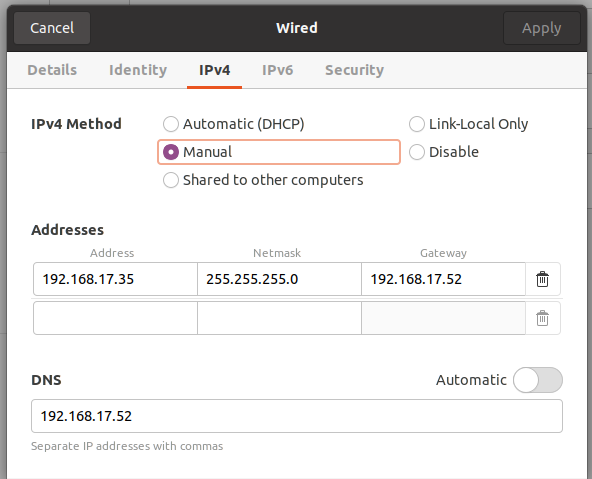 Cancel Wired Apply
Details Identity IPv4 IPv6 Security
IPv4 Method Automatic (DHCP) Link-Local Only
Manual Disable
Shared to other computers
Addresses
Address Netmask Gateway
192.168.17.35 255.255.255.0 192.168.17.52
DNS Automatic
192.168.17.52
Separate IP addresses with commas